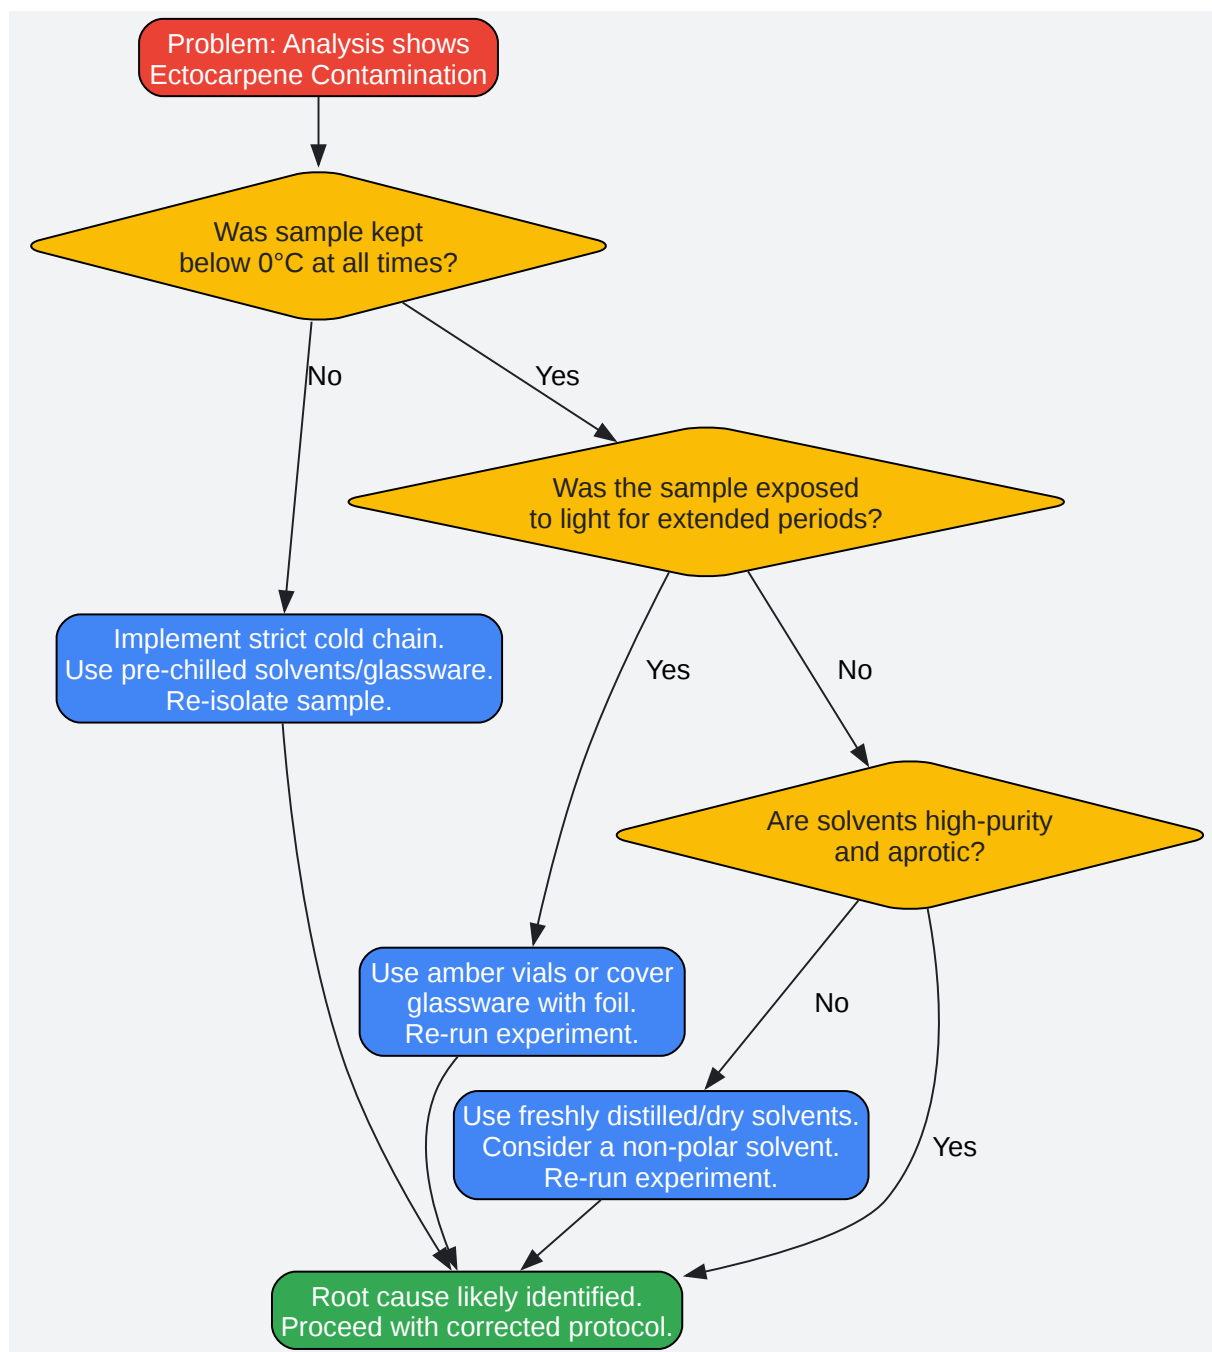 Problem: Analysis shows
Ectocarpene Contamination
Was sample kept
below 0°C at all times?
No
Yes
Was the sample exposed
to light for extended periods?
Implement strict cold chain.
Use pre-chilled solvents/glassware.
Re-isolate sample.
Yes
No
Are solvents high-purity
and aprotic?
Use amber vials or cover
glassware with foil.
Re-run experiment.
No
Use freshly distilled/dry solvents.
Consider a non-polar solvent.
Re-run experiment.
Yes
Root cause likely identified.
Proceed with corrected protocol.